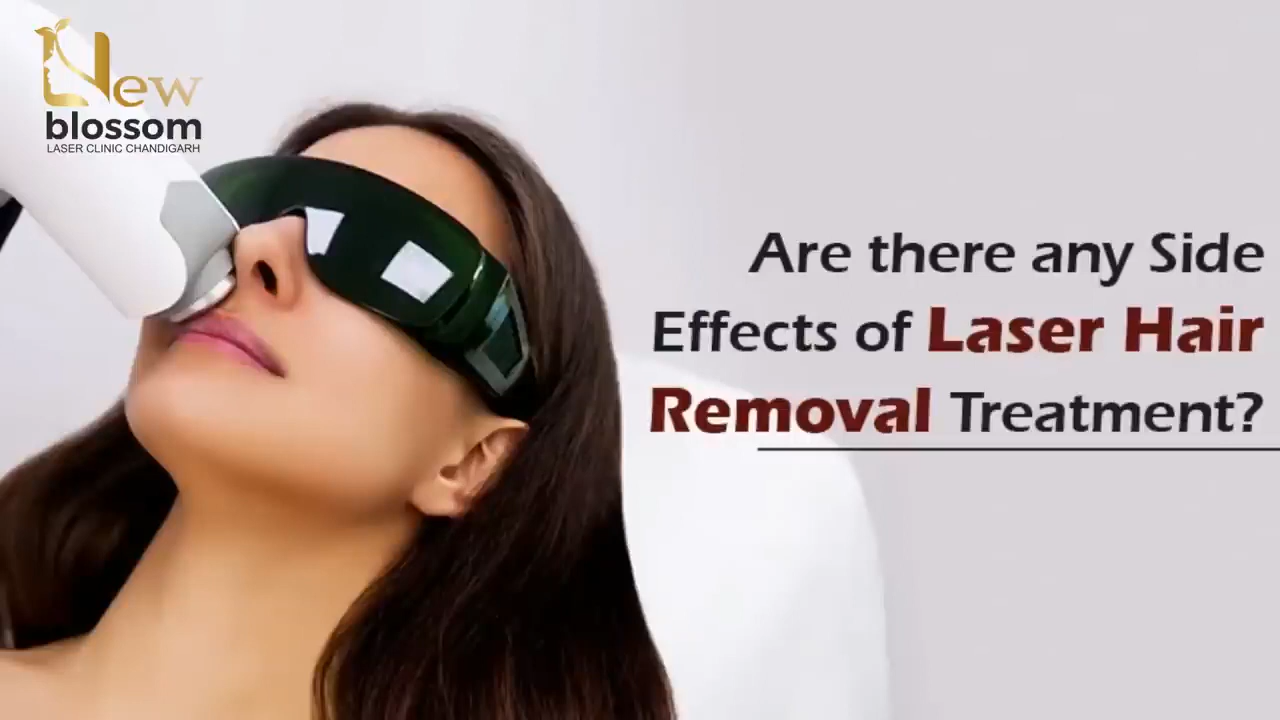 New
blossom
LASER CLINIC CHANDIGARH
Are there any Side
Effects of Laser Hair
Removal Treatment?